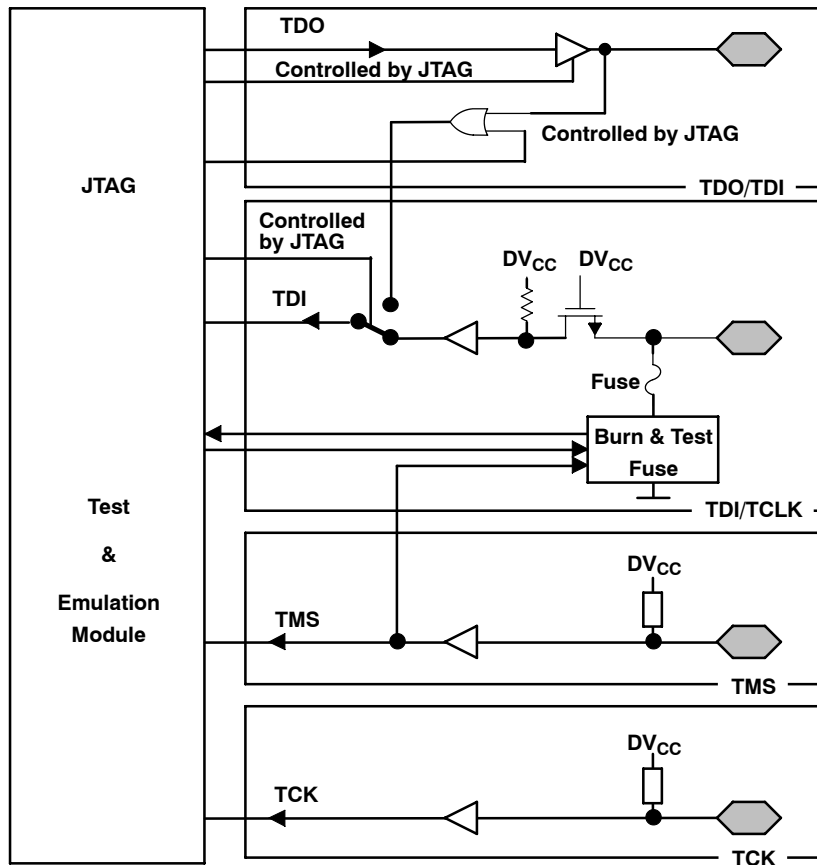 TDO
Controlled by JTAG
Controlled by JTAG
TDO/TDI
JTAG
Controlled
by JTAG
TDI
DVCC
DVCC
Fuse
Burn & Test
Fuse
TDI/TCLK
Test
&
Emulation
Module
DVCC
TMS
TMS
DVCC
TCK
TCK